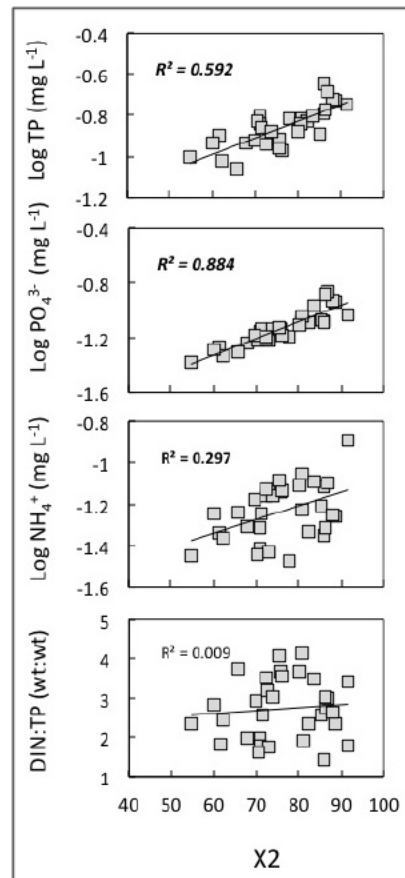 Log TP (mg L⁻¹)
-0.4
-0.6
-0.8
-1
-1.2
R² = 0.592
Log PO₄³⁻ (mg L⁻¹)
-0.4
-0.8
-1.2
-1.6
R² = 0.884
Log NH₄⁺ (mg L⁻¹)
-0.8
-1
-1.2
-1.4
-1.6
R² = 0.297
DIN:TP (wt:wt)
5
4
3
2
1
R² = 0.009
40 50 60 70 80 90 100
X2